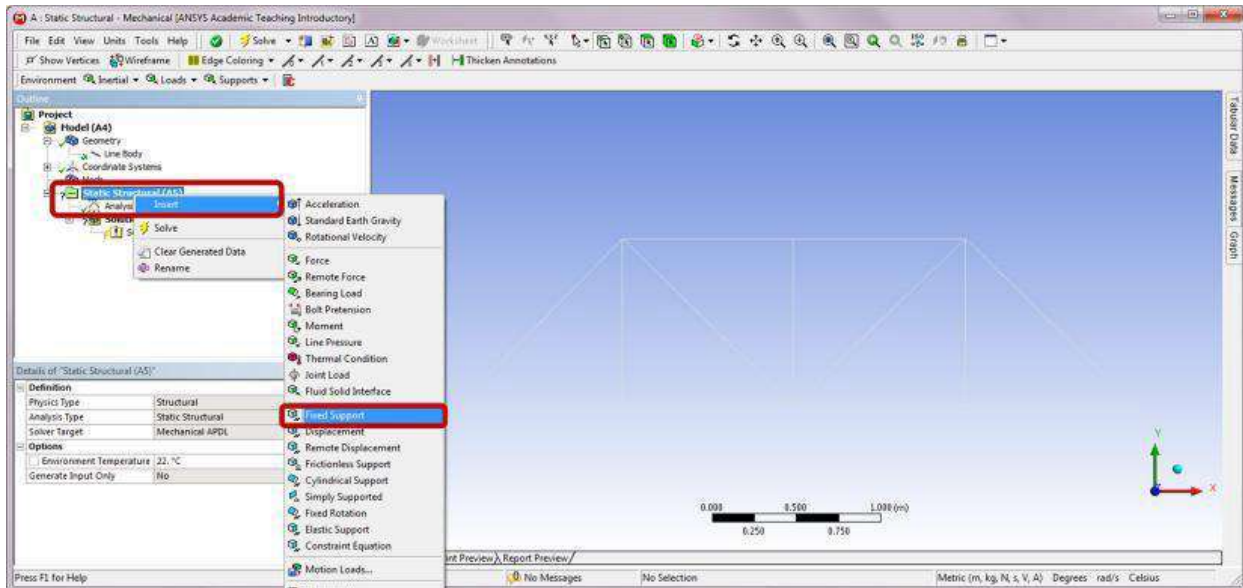 A : Static Structural - Mechanical [ANSYS Academic Teaching Introductory]
File Edit View Units Tools Help Solve Worksheet
Show Vertices Wireframe Edge Coloring Thicken Annotations
Environment Inertial Loads Supports
Outline
Project
Model (A4)
Geometry
Line Body
Coordinate Systems
Mesh
Static Structural (A5)
Insert
Solve
Clear Generated Data
Rename
Acceleration
Standard Earth Gravity
Rotational Velocity
Force
Remote Force
Bearing Load
Bolt Pretension
Moment
Line Pressure
Thermal Condition
Joint Load
Fluid Solid Interface
Fixed Support
Displacement
Remote Displacement
Frictionless Support
Cylindrical Support
Simply Supported
Fixed Rotation
Elastic Support
Constraint Equation
Motion Loads...
Details of "Static Structural (A5)"
Definition
Physics Type Structural
Analysis Type Static Structural
Solver Target Mechanical APDL
Options
Environment Temperature 22. °C
Generate Input Only No
Tabular Data
Messages
Graph
Y
X
0.000 0.500 1.000 (m)
0.250 0.750
Report Preview
Press F1 for Help No Messages No Selection Metric (m, kg, N, s, V, A) Degrees rad/s Celsius